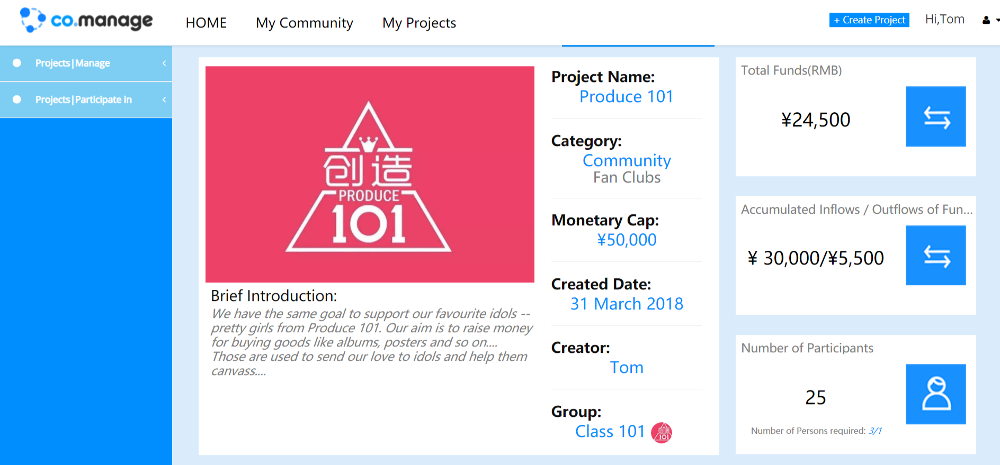 co.manage
HOME
My Community
My Projects
+ Create Project
Hi,Tom
Projects|Manage
Projects|Participate in
创造
PRODUCE
101
Brief Introduction:
We have the same goal to support our favourite idols --
pretty girls from Produce 101. Our aim is to raise money
for buying goods like albums, posters and so on....
Those are used to send our love to idols and help them
canvass....
Project Name:
Produce 101
Category:
Community
Fan Clubs
Monetary Cap:
¥50,000
Created Date:
31 March 2018
Creator:
Tom
Group:
Class 101
创造
101
Total Funds(RMB)
¥24,500
Accumulated Inflows / Outflows of Fun...
¥ 30,000/¥5,500
Number of Participants
25
Number of Persons required: 3/1